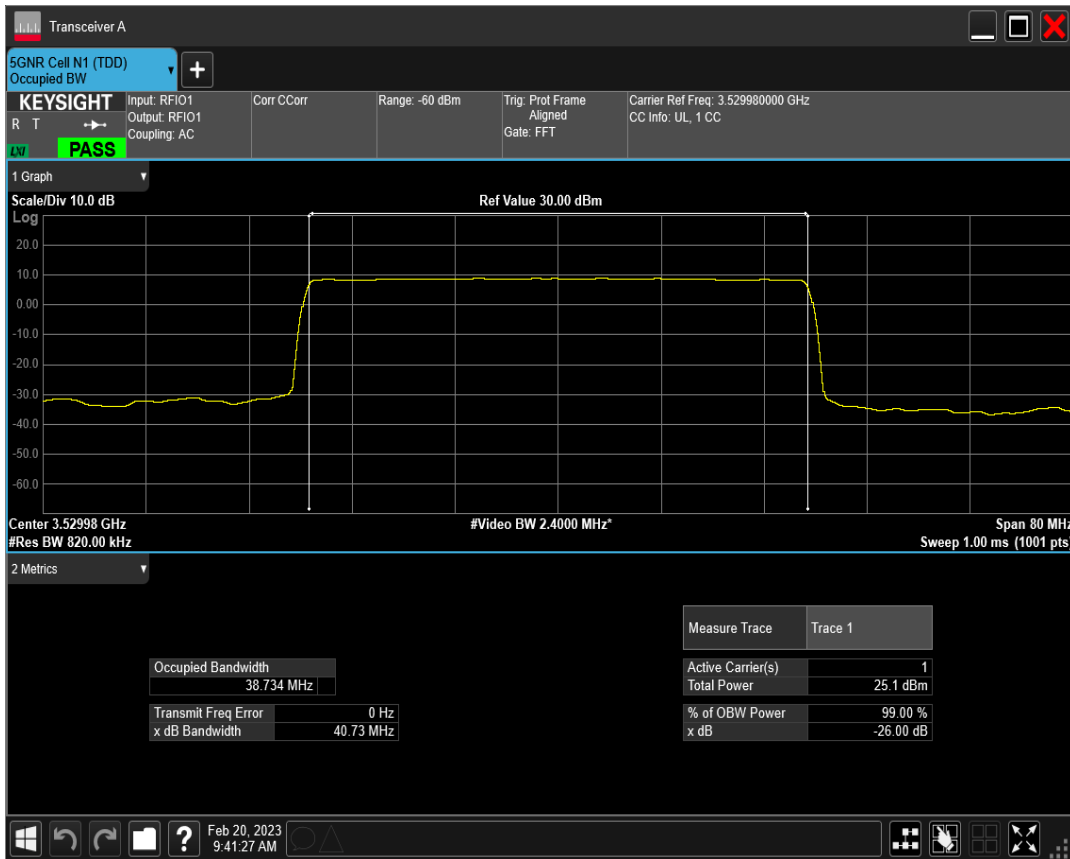 Transceiver A
5GNR Cell N1 (TDD)
Occupied BW
+
KEYSIGHT
R T
LXI
PASS
Input: RFIO1
Output: RFIO1
Coupling: AC
Corr CCorr
Range: -60 dBm
Trig: Prot Frame
Aligned
Gate: FFT
Carrier Ref Freq: 3.529980000 GHz
CC Info: UL, 1 CC
1 Graph
Scale/Div 10.0 dB
Ref Value 30.00 dBm
Log
20.0
10.0
0.00
-10.0
-20.0
-30.0
-40.0
-50.0
-60.0
Center 3.52998 GHz
#Video BW 2.4000 MHz*
Span 80 MHz
#Res BW 820.00 kHz
Sweep 1.00 ms (1001 pts)
2 Metrics
Measure Trace Trace 1
Occupied Bandwidth
38.734 MHz
Transmit Freq Error 0 Hz
x dB Bandwidth 40.73 MHz
Active Carrier(s) 1
Total Power 25.1 dBm
% of OBW Power 99.00 %
x dB -26.00 dB
?
Feb 20, 2023
9:41:27 AM